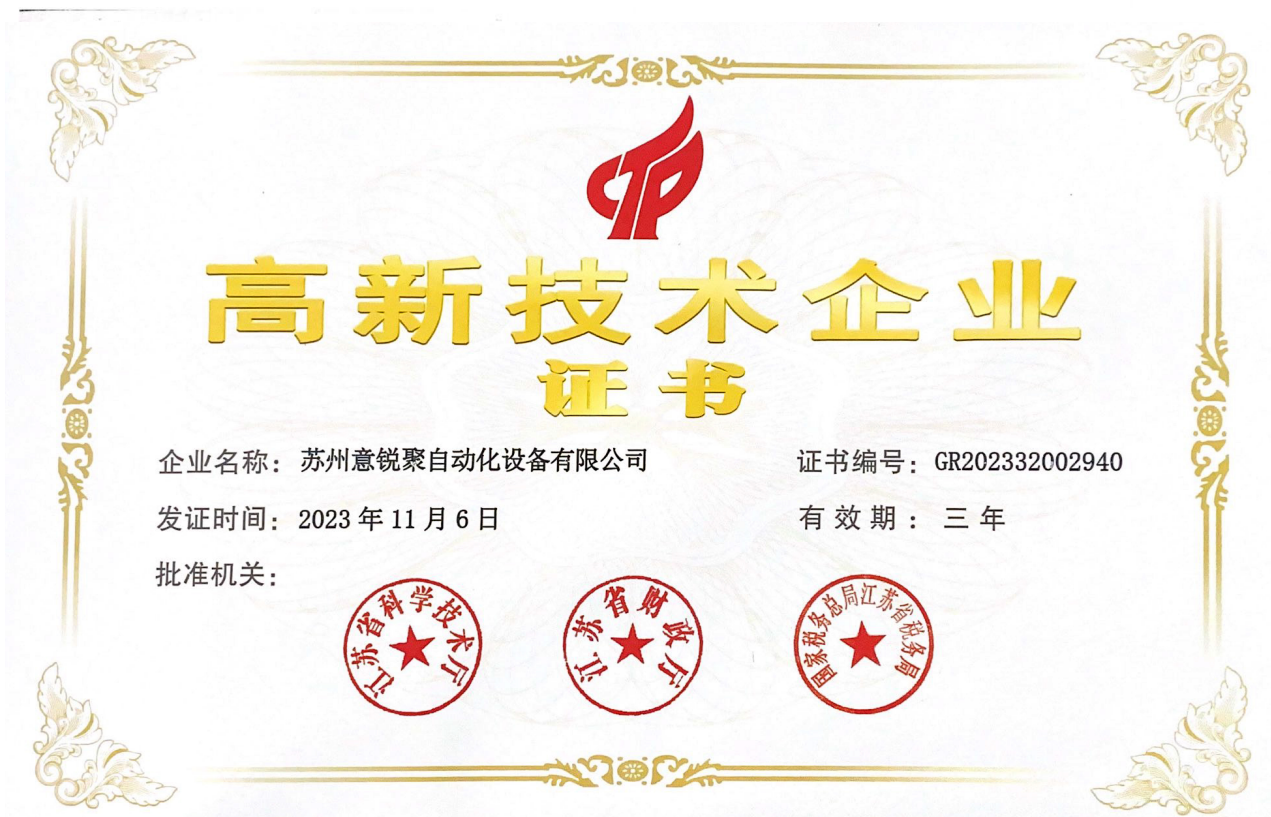 CTP
高新技术企业
证书
企业名称：苏州意锐聚自动化设备有限公司
证书编号：GR202332002940
发证时间：2023年11月6日
有效期：三年
批准机关：
江苏省科学技术厅
江苏省财政厅
国家税务总局江苏省税务局